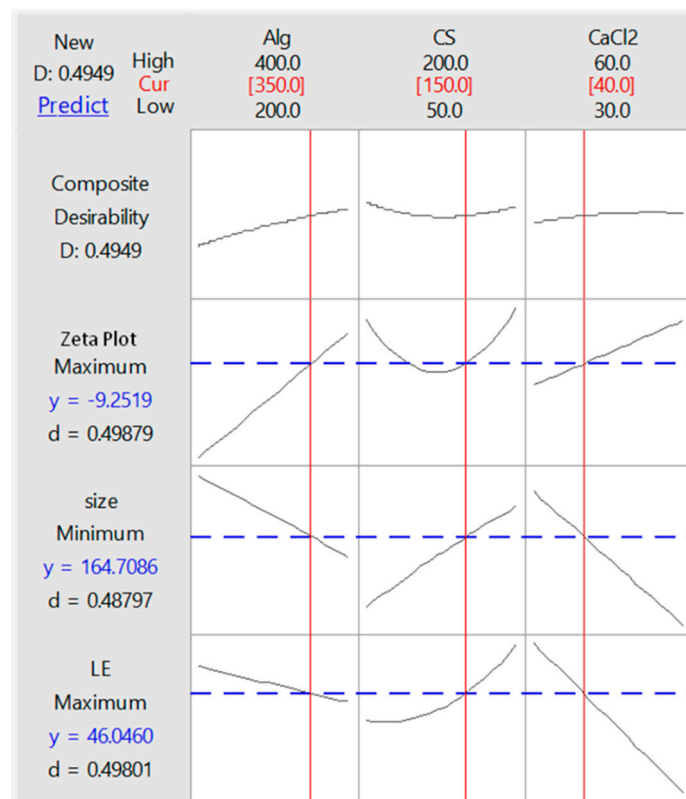 New
D: 0.4949
Predict
High
Cur
Low
Alg
400.0
[350.0]
200.0
CS
200.0
[150.0]
50.0
CaCl2
60.0
[40.0]
30.0
Composite
Desirability
D: 0.4949
Zeta Plot
Maximum
y = -9.2519
d = 0.49879
size
Minimum
y = 164.7086
d = 0.48797
LE
Maximum
y = 46.0460
d = 0.49801